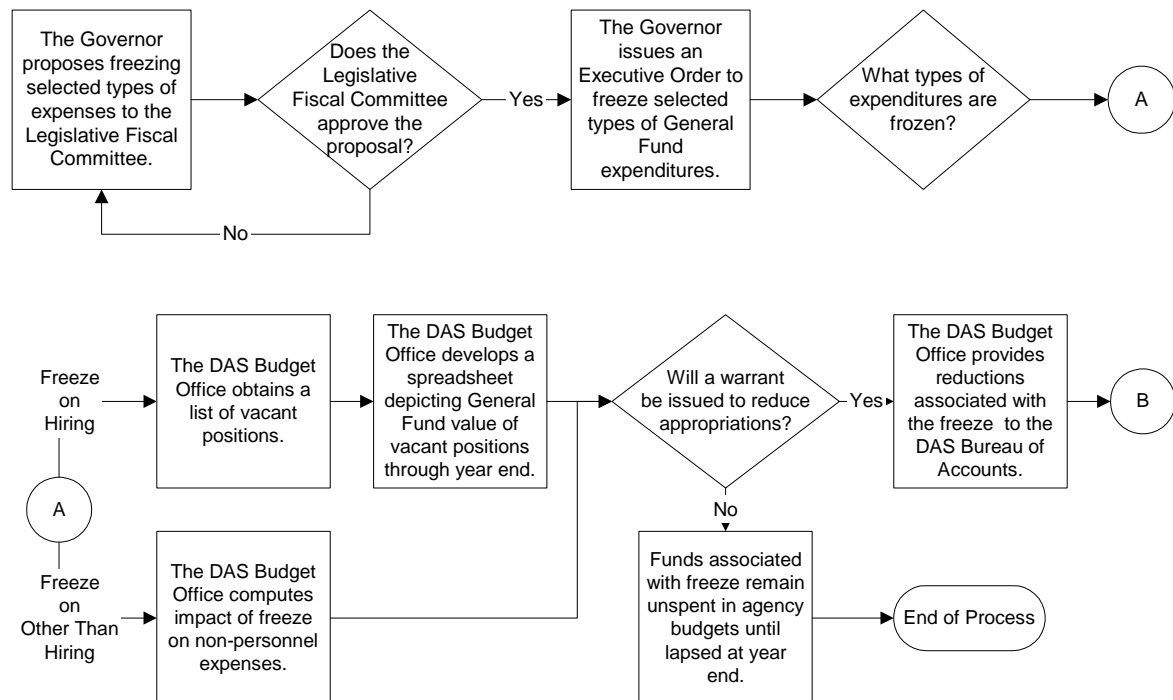 The Governor
proposes freezing
selected types of
expenses to the
Legislative Fiscal
Committee.
Does the
Legislative
Fiscal Committee
approve the
proposal?
Yes
No
The Governor
issues an
Executive Order to
freeze selected
types of General
Fund
expenditures.
What types of
expenditures are
frozen?
A
Freeze
on
Hiring
A
Freeze
on
Other Than
Hiring
The DAS Budget
Office obtains a
list of vacant
positions.
The DAS Budget
Office develops a
spreadsheet
depicting General
Fund value of
vacant positions
through year end.
The DAS Budget
Office computes
impact of freeze
on non-personnel
expenses.
Will a warrant
be issued to reduce
appropriations?
Yes
No
The DAS Budget
Office provides
reductions
associated with
the freeze to the
DAS Bureau of
Accounts.
B
Funds associated
with freeze remain
unspent in agency
budgets until
lapsed at year
end.
End of Process